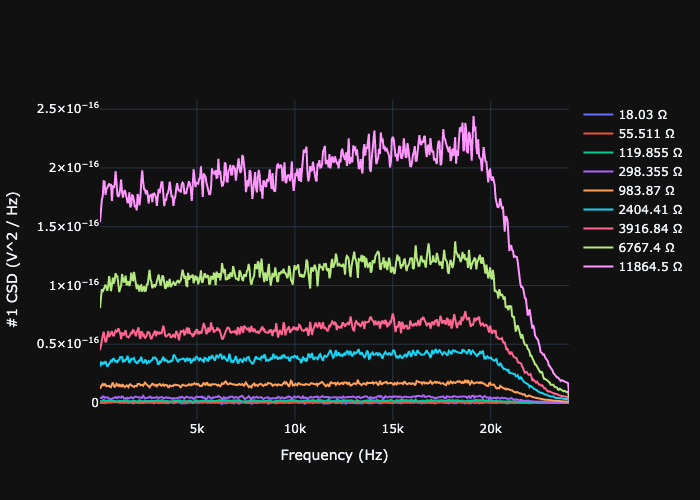 #1 CSD (V^2 / Hz)
2.5×10⁻¹⁶
2×10⁻¹⁶
1.5×10⁻¹⁶
1×10⁻¹⁶
0.5×10⁻¹⁶
0
5k
10k
15k
20k
Frequency (Hz)
18.03 Ω
55.511 Ω
119.855 Ω
298.355 Ω
983.87 Ω
2404.41 Ω
3916.84 Ω
6767.4 Ω
11864.5 Ω